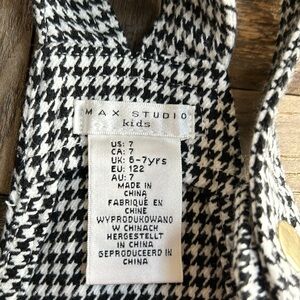 MAX STUDIO
kids
US: 7
CA: 7
UK: 6-7yrs
EU: 122
AU: 7
MADE IN
CHINA
FABRIQUÉ EN
CHINE
WYPRODUKOWANO
W CHINACH
HERGESTELLT
IN CHINA
GEPRODUCEERD IN
CHINA